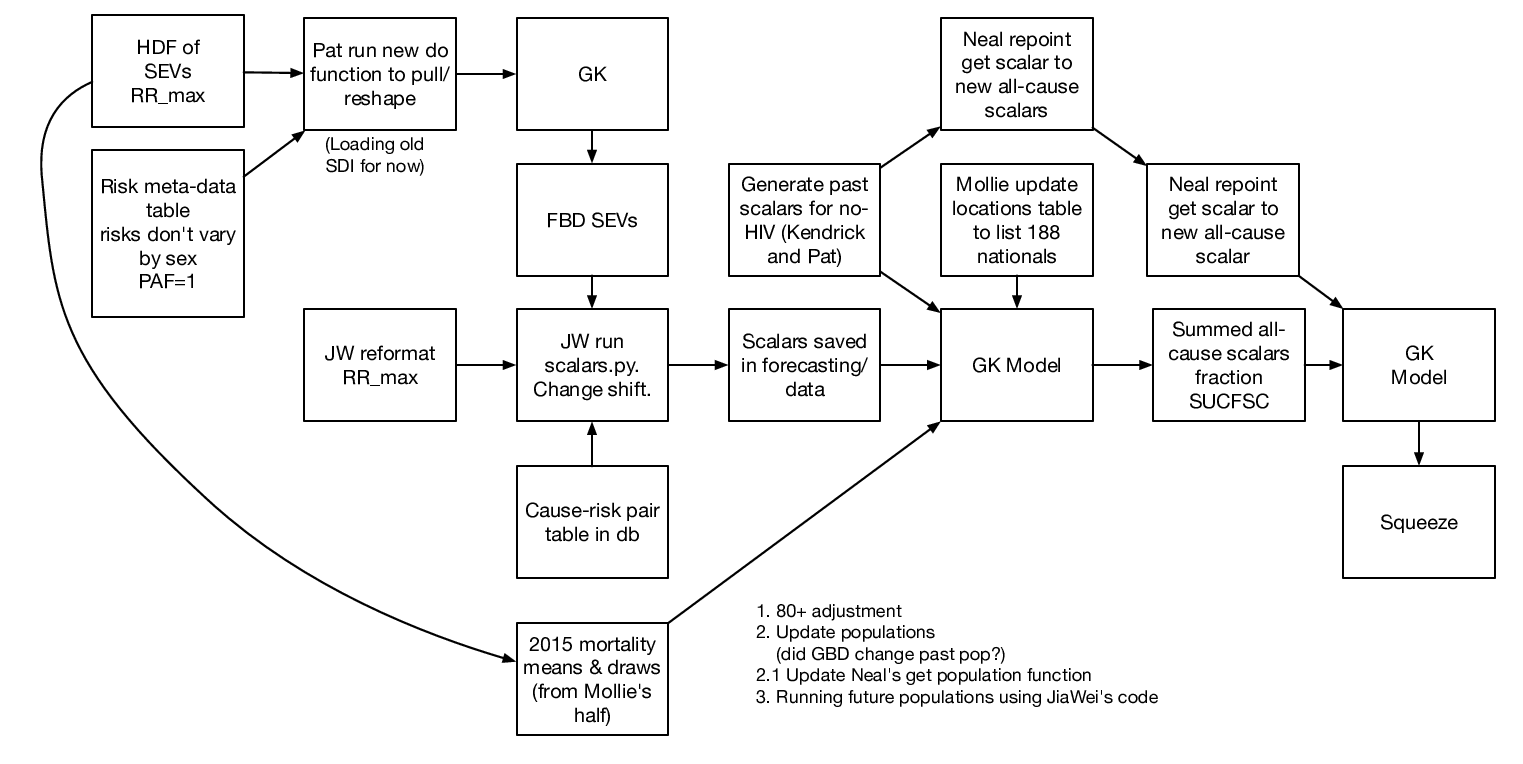 HDF of
SEVs
RR_max
Pat run new do
function to pull/
reshape
(Loading old
SDI for now)
GK
Neal repoint
get scalar to
new all-cause
scalars
Risk meta-data
table
risks don't vary
by sex
PAF=1
FBD SEVs
Generate past
scalars for no-
HIV (Kendrick
and Pat)
Mollie update
locations table
to list 188
nationals
Neal repoint
get scalar to
new all-cause
scalar
JW reformat
RR_max
JW run
scalars.py.
Change shift.
Scalars saved
in forecasting/
data
GK Model
Summed all-
cause scalars
fraction
SUCFSC
GK
Model
Cause-risk pair
table in db
Squeeze
2015 mortality
means & draws
(from Mollie's
half)
1. 80+ adjustment
2. Update populations
(did GBD change past pop?)
2.1 Update Neal's get population function
3. Running future populations using JiaWei's code